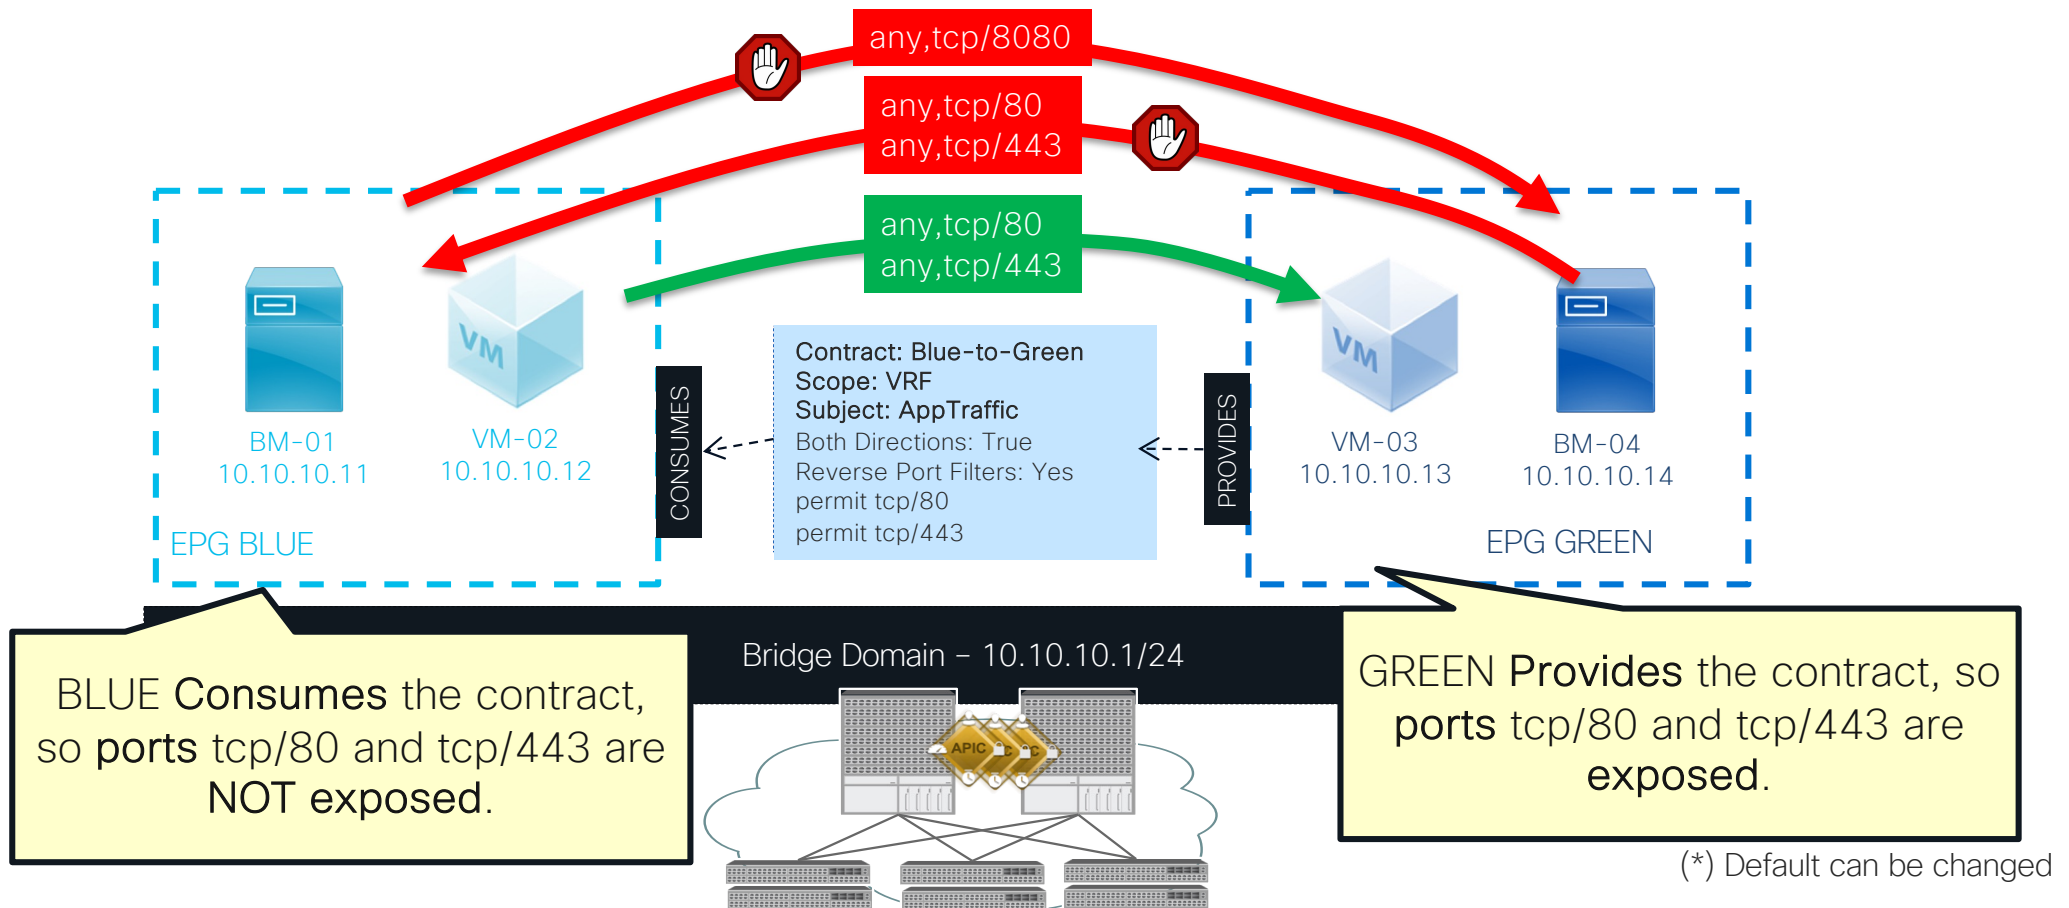 any,tcp/8080
any,tcp/80
any,tcp/443
any,tcp/80
any,tcp/443
VM
VM
Contract: Blue-to-Green
Scope: VRF
Subject: AppTraffic
Both Directions: True
Reverse Port Filters: Yes
permit tcp/80
permit tcp/443
CONSUMES
PROVIDES
BM-01
10.10.10.11
VM-02
10.10.10.12
VM-03
10.10.10.13
BM-04
10.10.10.14
EPG BLUE
EPG GREEN
Bridge Domain – 10.10.10.1/24
BLUE Consumes the contract,
so ports tcp/80 and tcp/443 are
NOT exposed.
GREEN Provides the contract, so
ports tcp/80 and tcp/443 are
exposed.
APIC
C
C
(*) Default can be changed